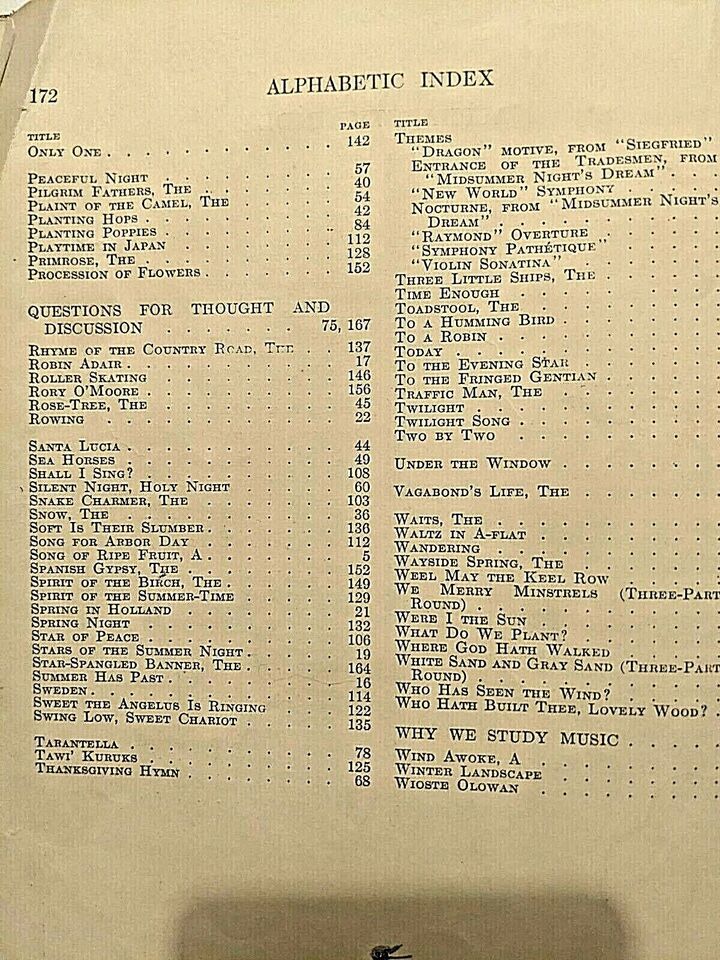 172
ALPHABETIC INDEX
TITLE PAGE
ONLY ONE . . . . . . . . . . 142
PEACEFUL NIGHT . . . . . . . . 57
PILGRIM FATHERS, THE . . . . . . 40
PLAINT OF THE CAMEL, THE . . . . . 54
PLANTING HOPS . . . . . . . . 42
PLANTING POPPIES . . . . . . . 84
PLAYTIME IN JAPAN . . . . . . . 112
PRIMROSE, THE . . . . . . . . 128
PROCESSION OF FLOWERS . . . . . . 152
QUESTIONS FOR THOUGHT AND
DISCUSSION . . . . . . . 75, 167
RHYME OF THE COUNTRY ROAD, THE . 137
ROBIN ADAIR . . . . . . . . . 17
ROLLER SKATING . . . . . . . . 146
RORY O'MOORE . . . . . . . . 156
ROSE-TREE, THE . . . . . . . . 45
ROWING . . . . . . . . . . 22
SANTA LUCIA . . . . . . . . . 44
SEA HORSES . . . . . . . . . 49
SHALL I SING? . . . . . . . . 108
SILENT NIGHT, HOLY NIGHT . . . . . 60
SNAKE CHARMER, THE . . . . . . 103
SNOW, THE . . . . . . . . . 36
SOFT IS THEIR SLUMBER . . . . . . 136
SONG FOR ARBOR DAY . . . . . . 112
SONG OF RIPE FRUIT, A . . . . . . 5
SPANISH GYPSY, THE . . . . . . . 152
SPIRIT OF THE BIRCH, THE . . . . . 149
SPIRIT OF THE SUMMER-TIME . . . . . 129
SPRING IN HOLLAND . . . . . . . 21
SPRING NIGHT . . . . . . . . 132
STAR OF PEACE . . . . . . . . 106
STARS OF THE SUMMER NIGHT . . . . . 19
STAR-SPANGLED BANNER, THE . . . . . 164
SUMMER HAS PAST . . . . . . . . 16
SWEDEN . . . . . . . . . . 114
SWEET THE ANGELUS IS RINGING . . . . 122
SWING LOW, SWEET CHARIOT . . . . . 135
TARANTELLA . . . . . . . . . 78
TAWI' KURUKS . . . . . . . . 125
THANKSGIVING HYMN . . . . . . . 68
TITLE
THEMES
"DRAGON" MOTIVE, FROM "SIEGFRIED"
ENTRANCE OF THE TRADESMEN, FROM
"MIDSUMMER NIGHT'S DREAM" . . .
"NEW WORLD" SYMPHONY . . . . .
NOCTURNE, FROM "MIDSUMMER NIGHT'S
DREAM" . . . . . . . . .
"RAYMOND" OVERTURE . . . . .
"SYMPHONY PATHÉTIQUE" . . . .
"VIOLIN SONATINA" . . . . . .
THREE LITTLE SHIPS, THE . . . . .
TIME ENOUGH . . . . . . . .
TOADSTOOL, THE . . . . . . .
TO A HUMMING BIRD . . . . . .
TO A ROBIN . . . . . . . .
TODAY . . . . . . . . . .
TO THE EVENING STAR . . . . . .
TO THE FRINGED GENTIAN . . . . .
TRAFFIC MAN, THE . . . . . . .
TWILIGHT . . . . . . . . .
TWILIGHT SONG . . . . . . . .
TWO BY TWO . . . . . . . .
UNDER THE WINDOW . . . . . . .
VAGABOND'S LIFE, THE . . . . . .
WAITS, THE . . . . . . . . .
WALTZ IN A-FLAT . . . . . . .
WANDERING . . . . . . . . .
WAYSIDE SPRING, THE . . . . . .
WEEL MAY THE KEEL ROW . . . . .
WE MERRY MINSTRELS (THREE-PART
ROUND) . . . . . . . . .
WERE I THE SUN . . . . . . .
WHAT DO WE PLANT? . . . . . .
WHERE GOD HATH WALKED . . . . .
WHITE SAND AND GRAY SAND (THREE-PART
ROUND) . . . . . . . . .
WHO HAS SEEN THE WIND? . . . . .
WHO HATH BUILT THEE, LOVELY WOOD? .
WHY WE STUDY MUSIC . . . . .
WIND AWOKE, A . . . . . . . .
WINTER LANDSCAPE . . . . . . .
WIOSTE OLOWAN . . . . . . .